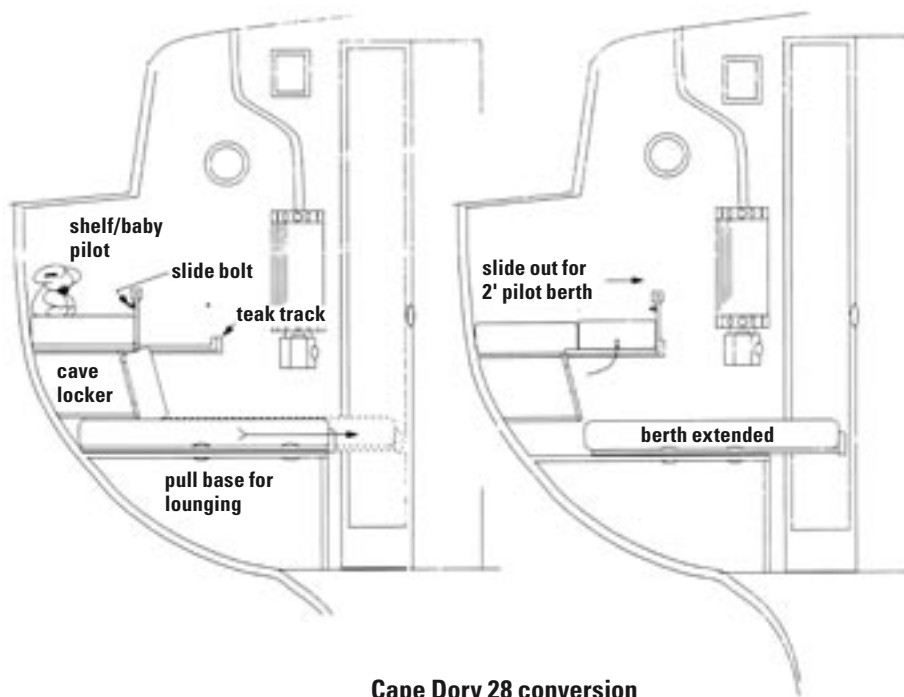 shelf/baby
pilot
slide bolt
teak track
cave
locker
pull base for
lounging
slide out for
2' pilot berth
berth extended
Cape Dory 28 conversion